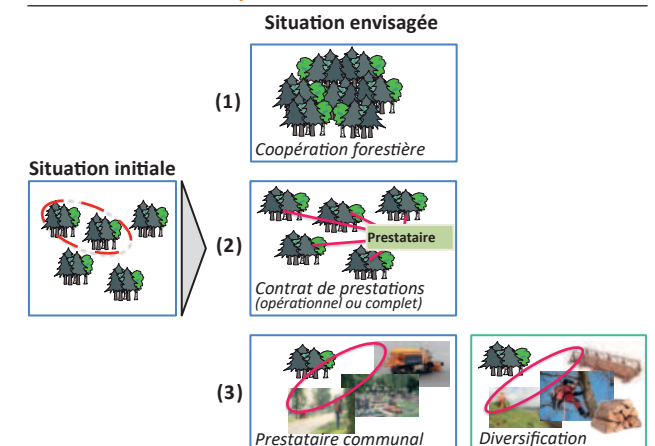 Situation envisagée
(1)
Coopération forestière
Situation initiale
(2)
Prestataire
Contrat de prestations
(opérationnel ou complet)
(3)
Prestataire communal
Diversification